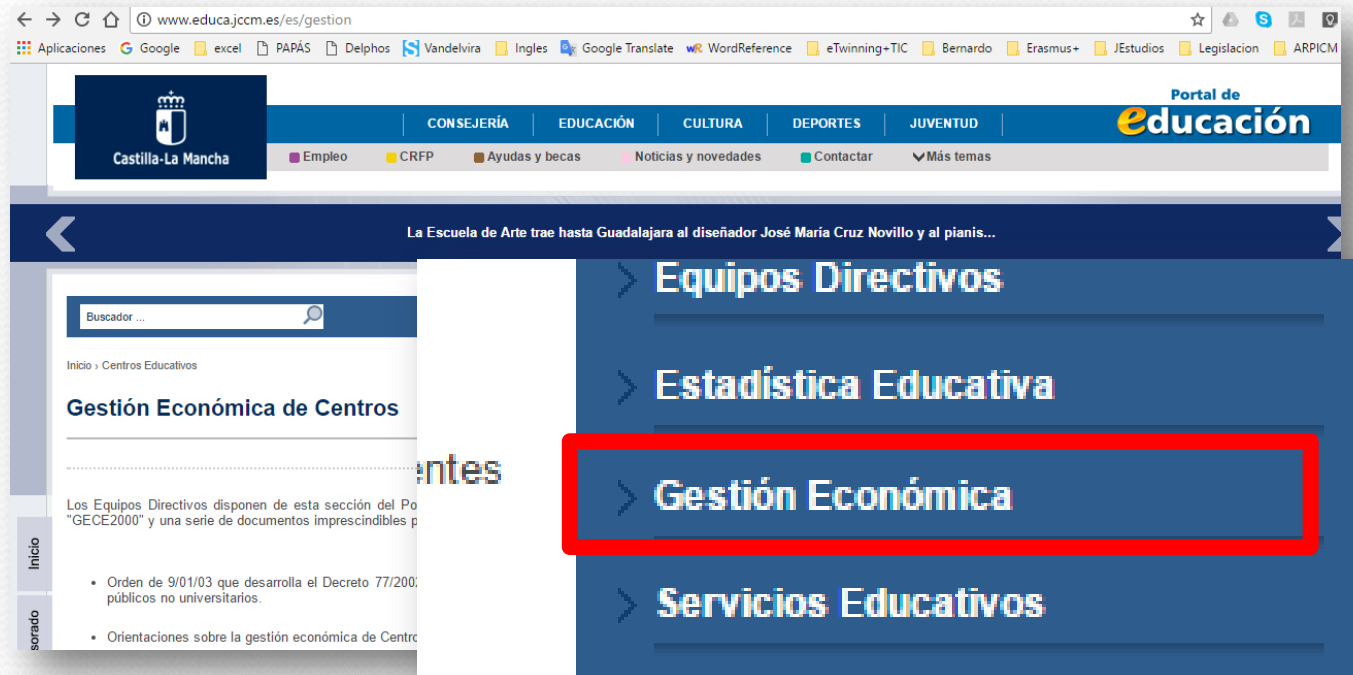 www.educa.jccm.es/es/gestion
Aplicaciones Google excel PAPÁS Delphos Vandelvira Ingles Google Translate WordReference eTwinning+TIC Bernardo Erasmus+ JEstudios Legislacion ARPICM
Castilla-La Mancha
Portal de
educación
CONSEJERÍA EDUCACIÓN CULTURA DEPORTES JUVENTUD
Empleo CRFP Ayudas y becas Noticias y novedades Contactar Más temas
La Escuela de Arte trae hasta Guadalajara al diseñador José María Cruz Novillo y al pianis...
Buscador ...
Inicio › Centros Educativos
Gestión Económica de Centros
Los Equipos Directivos disponen de esta sección del Po
"GECE2000" y una serie de documentos imprescindibles p
• Orden de 9/01/03 que desarrolla el Decreto 77/2002
públicos no universitarios.
• Orientaciones sobre la gestión económica de Centro
Inicio
sorado
entes
Equipos Directivos
Estadística Educativa
Gestión Económica
Servicios Educativos